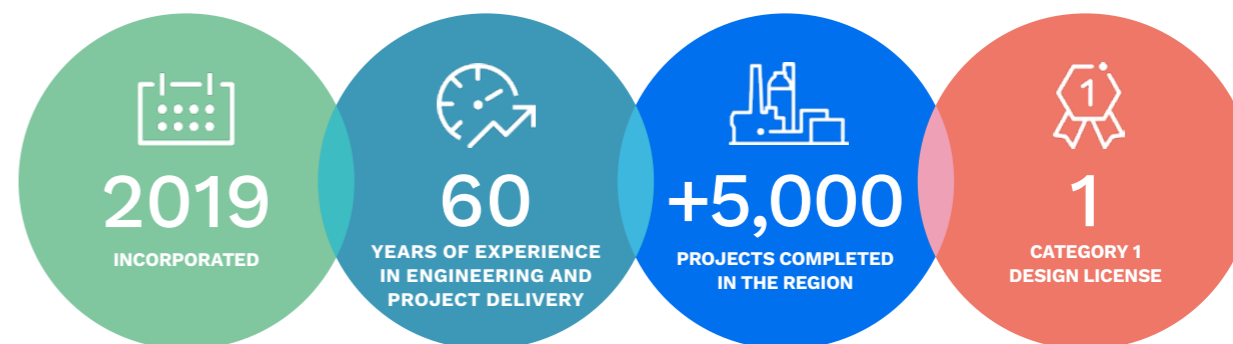 2019
INCORPORATED
60
YEARS OF EXPERIENCE
IN ENGINEERING AND
PROJECT DELIVERY
+5,000
PROJECTS COMPLETED
IN THE REGION
1
1
CATEGORY 1
DESIGN LICENSE